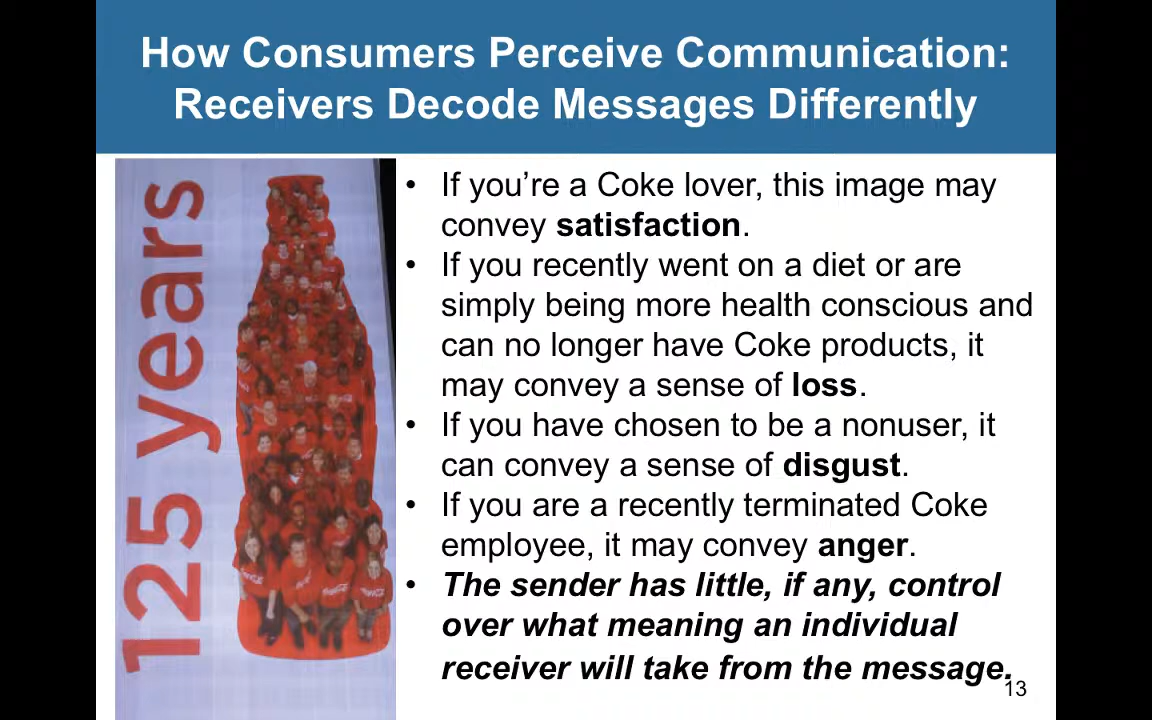 How Consumers Perceive Communication:
Receivers Decode Messages Differently
125 years
• If you’re a Coke lover, this image may
convey satisfaction.
• If you recently went on a diet or are
simply being more health conscious and
can no longer have Coke products, it
may convey a sense of loss.
• If you have chosen to be a nonuser, it
can convey a sense of disgust.
• If you are a recently terminated Coke
employee, it may convey anger.
• The sender has little, if any, control
over what meaning an individual
receiver will take from the message.
13